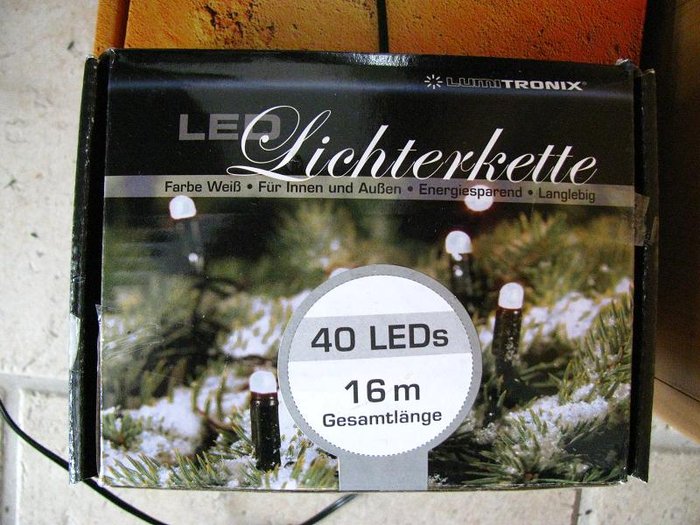 LUMITRONIX®
LED Lichterkette
Farbe Weiß • Für Innen und Außen • Energiesparend • Langlebig
40 LEDs
16 m
Gesamtlänge